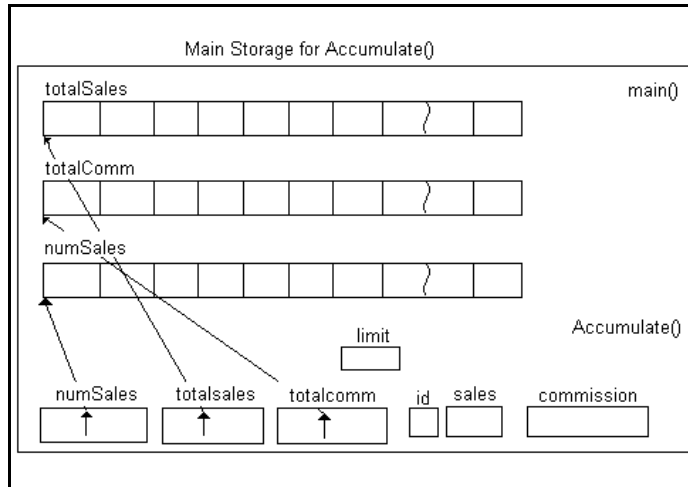 Main Storage for Accumulate()
totalSales
main()
totalComm
numSales
Accumulate()
limit
numSales totalsales totalcomm id sales commission